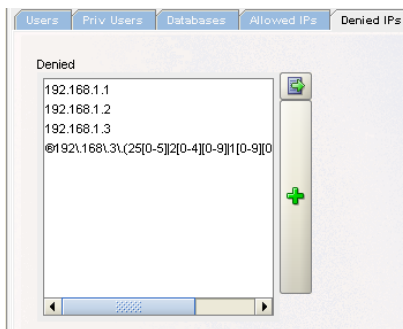 Users Priv Users Databases Allowed IPs Denied IPs
Denied
192.168.1.1
192.168.1.2
192.168.1.3
®192\.168\.3\.(25[0-5]|2[0-4][0-9]|1[0-9][0